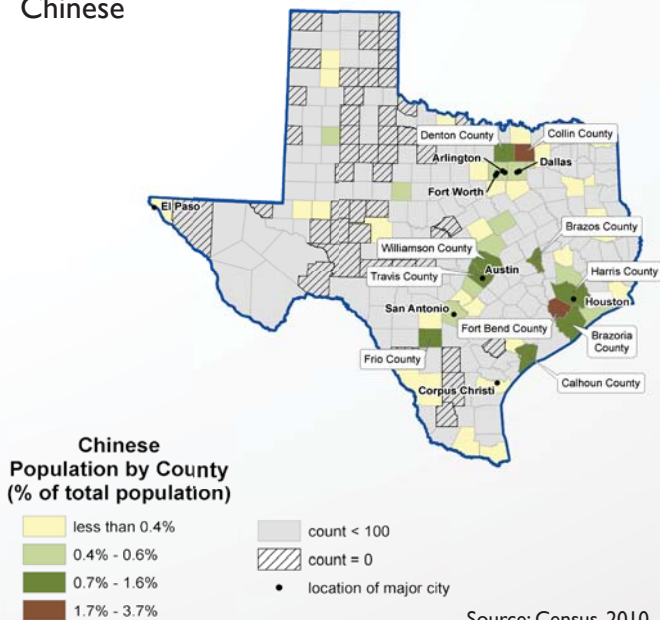 Chinese
Denton County
Collin County
Arlington
Dallas
Fort Worth
El Paso
Brazos County
Williamson County
Harris County
Austin
Travis County
Houston
San Antonio
Fort Bend County
Brazoria
County
Frio County
Calhoun County
Corpus Christi
Chinese
Population by County
(% of total population)
less than 0.4%
0.4% - 0.6%
0.7% - 1.6%
1.7% - 3.7%
count < 100
count = 0
location of major city
Source: Census, 2010